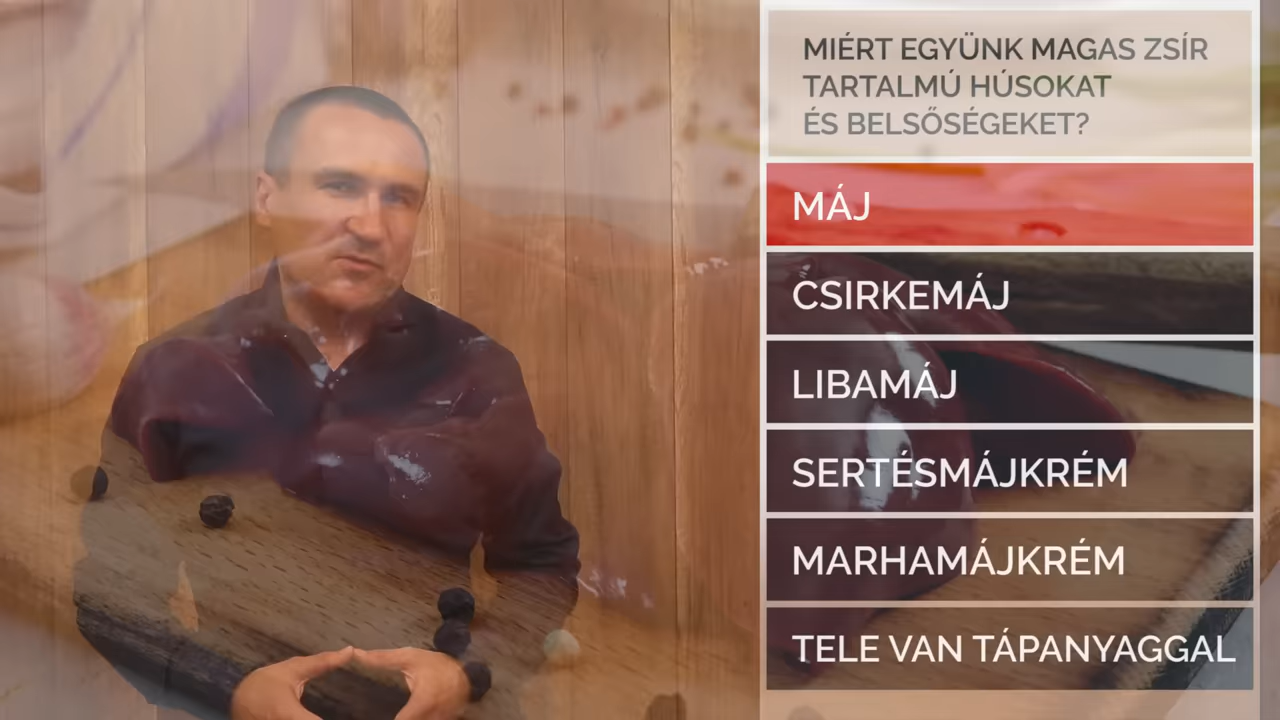 MIÉRT EGYÜNK MAGAS ZSÍR
TARTALMÚ HÚSOKAT
ÉS BELSŐSÉGEKET?
MÁJ
CSIRKEMÁJ
LIBAMÁJ
SERTÉSMÁJKRÉM
MARHAMÁJKRÉM
TELE VAN TÁPANYAGGAL